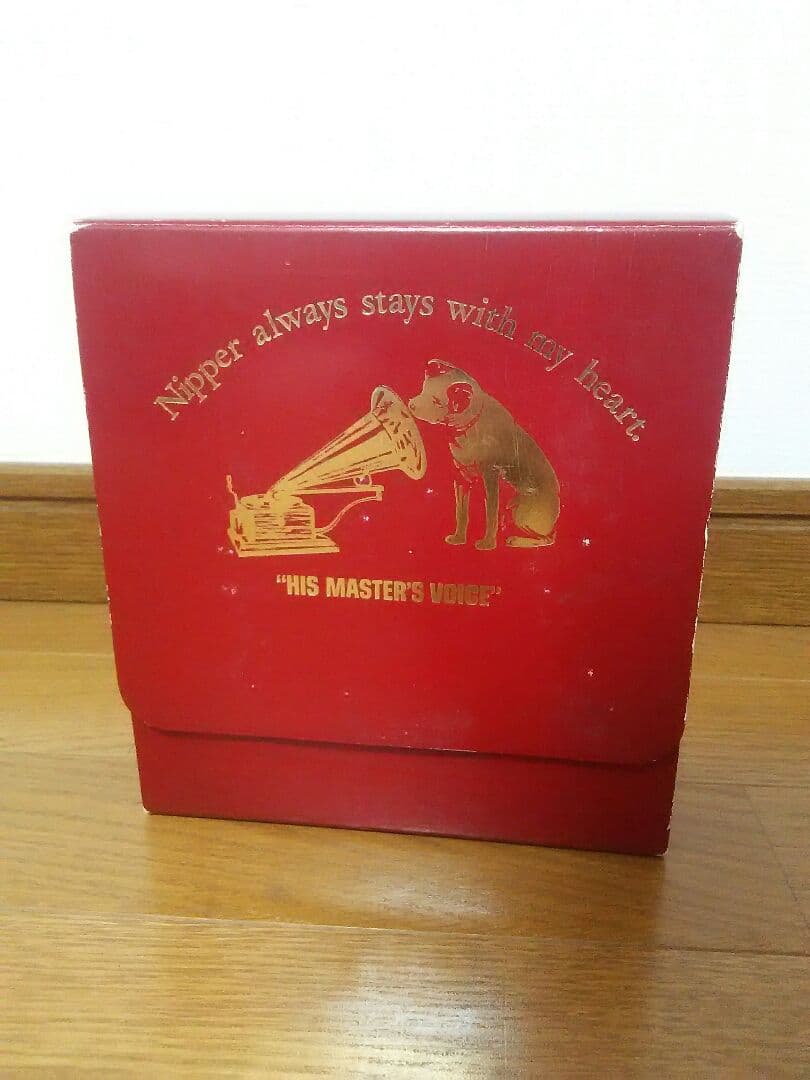 Nipper always stays with my heart.
"HIS MASTER'S VOICE"